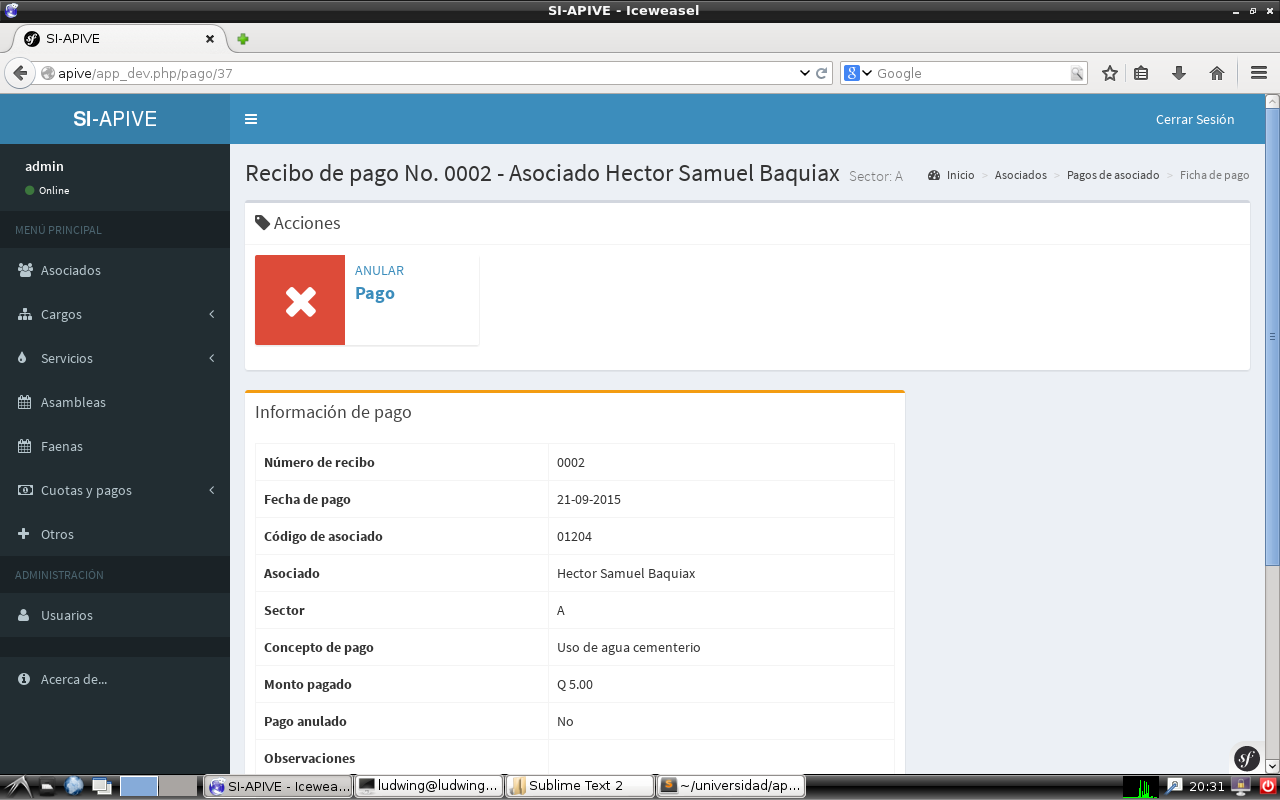 SI-APIVE - Iceweasel
SI-APIVE
apive/app_dev.php/pago/37
Google
SI-APIVE
Cerrar Sesión
admin
Online
MENÚ PRINCIPAL
Asociados
Cargos
Servicios
Asambleas
Faenas
Cuotas y pagos
Otros
ADMINISTRACIÓN
Usuarios
Acerca de...
Recibo de pago No. 0002 - Asociado Hector Samuel Baquiax Sector: A
Inicio > Asociados > Pagos de asociado > Ficha de pago
Acciones
ANULAR
Pago
Información de pago
Número de recibo 0002
Fecha de pago 21-09-2015
Código de asociado 01204
Asociado Hector Samuel Baquiax
Sector A
Concepto de pago Uso de agua cementerio
Monto pagado Q 5.00
Pago anulado No
Observaciones
SI-APIVE - Icewea...
ludwing@ludwing...
Sublime Text 2
~/universidad/ap...
20:31